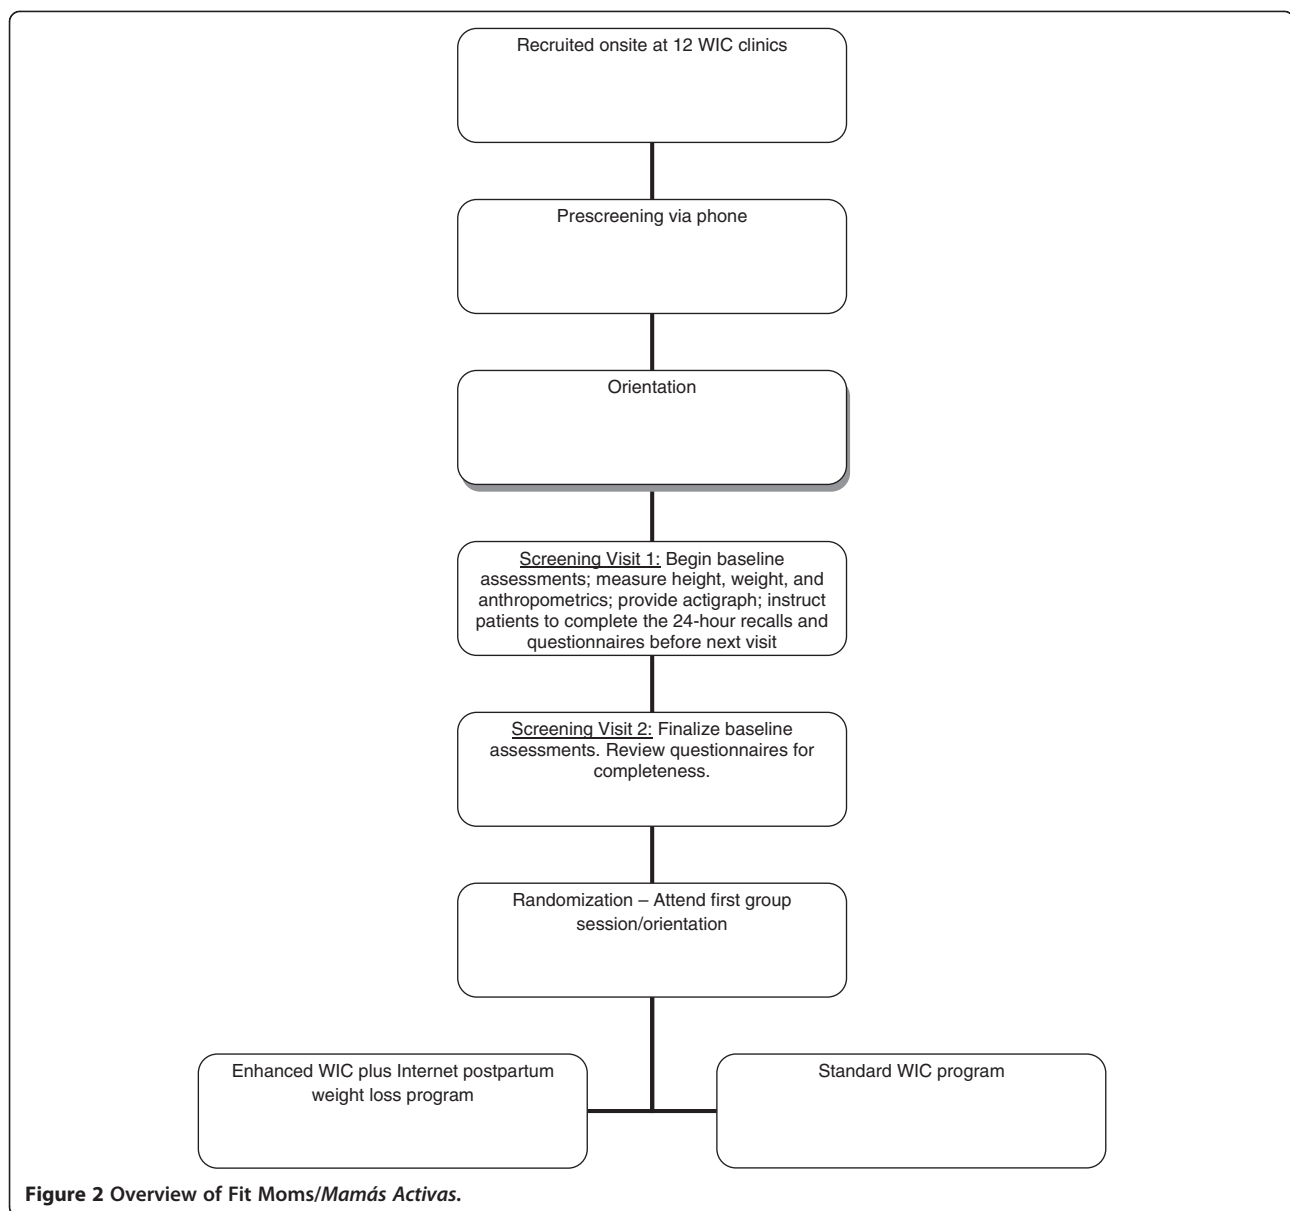 Recruited onsite at 12 WIC clinics
Prescreening via phone
Orientation
Screening Visit 1: Begin baseline
assessments; measure height, weight, and
anthropometrics; provide actigraph; instruct
patients to complete the 24-hour recalls and
questionnaires before next visit
Screening Visit 2: Finalize baseline
assessments. Review questionnaires for
completeness.
Randomization – Attend first group
session/orientation
Enhanced WIC plus Internet postpartum
weight loss program
Standard WIC program
Figure 2 Overview of Fit Moms/Mamás Activas.